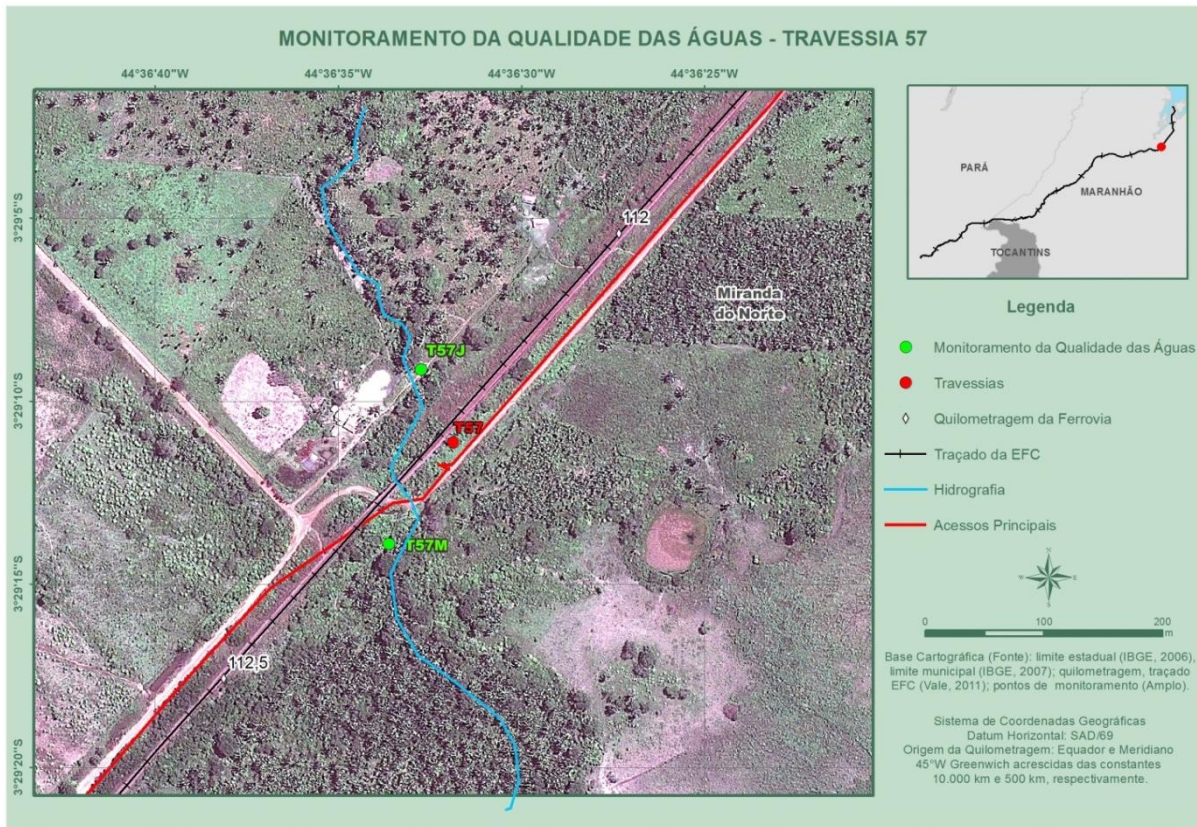 MONITORAMENTO DA QUALIDADE DAS ÁGUAS - TRAVESSIA 57
44°36'40"W
44°36'35"W
44°36'30"W
44°36'25"W
3°29'5"S
3°29'10"S
3°29'15"S
3°29'20"S
112
Miranda
do Norte
T57J
T57
T57M
112,5
PARÁ
MARANHÃO
TOCANTINS
Legenda
Monitoramento da Qualidade das Águas
Travessias
Quilometragem da Ferrovia
Traçado da EFC
Hidrografia
Acessos Principais
N
W
E
S
0 100 200
m
Base Cartográfica (Fonte): limite estadual (IBGE, 2006),
limite municipal (IBGE, 2007); quilometragem, traçado
EFC (Vale, 2011); pontos de monitoramento (Amplo).
Sistema de Coordenadas Geográficas
Datum Horizontal: SAD/69
Origem da Quilometragem: Equador e Meridiano
45°W Greenwich acrescidas das constantes
10.000 km e 500 km, respectivamente.